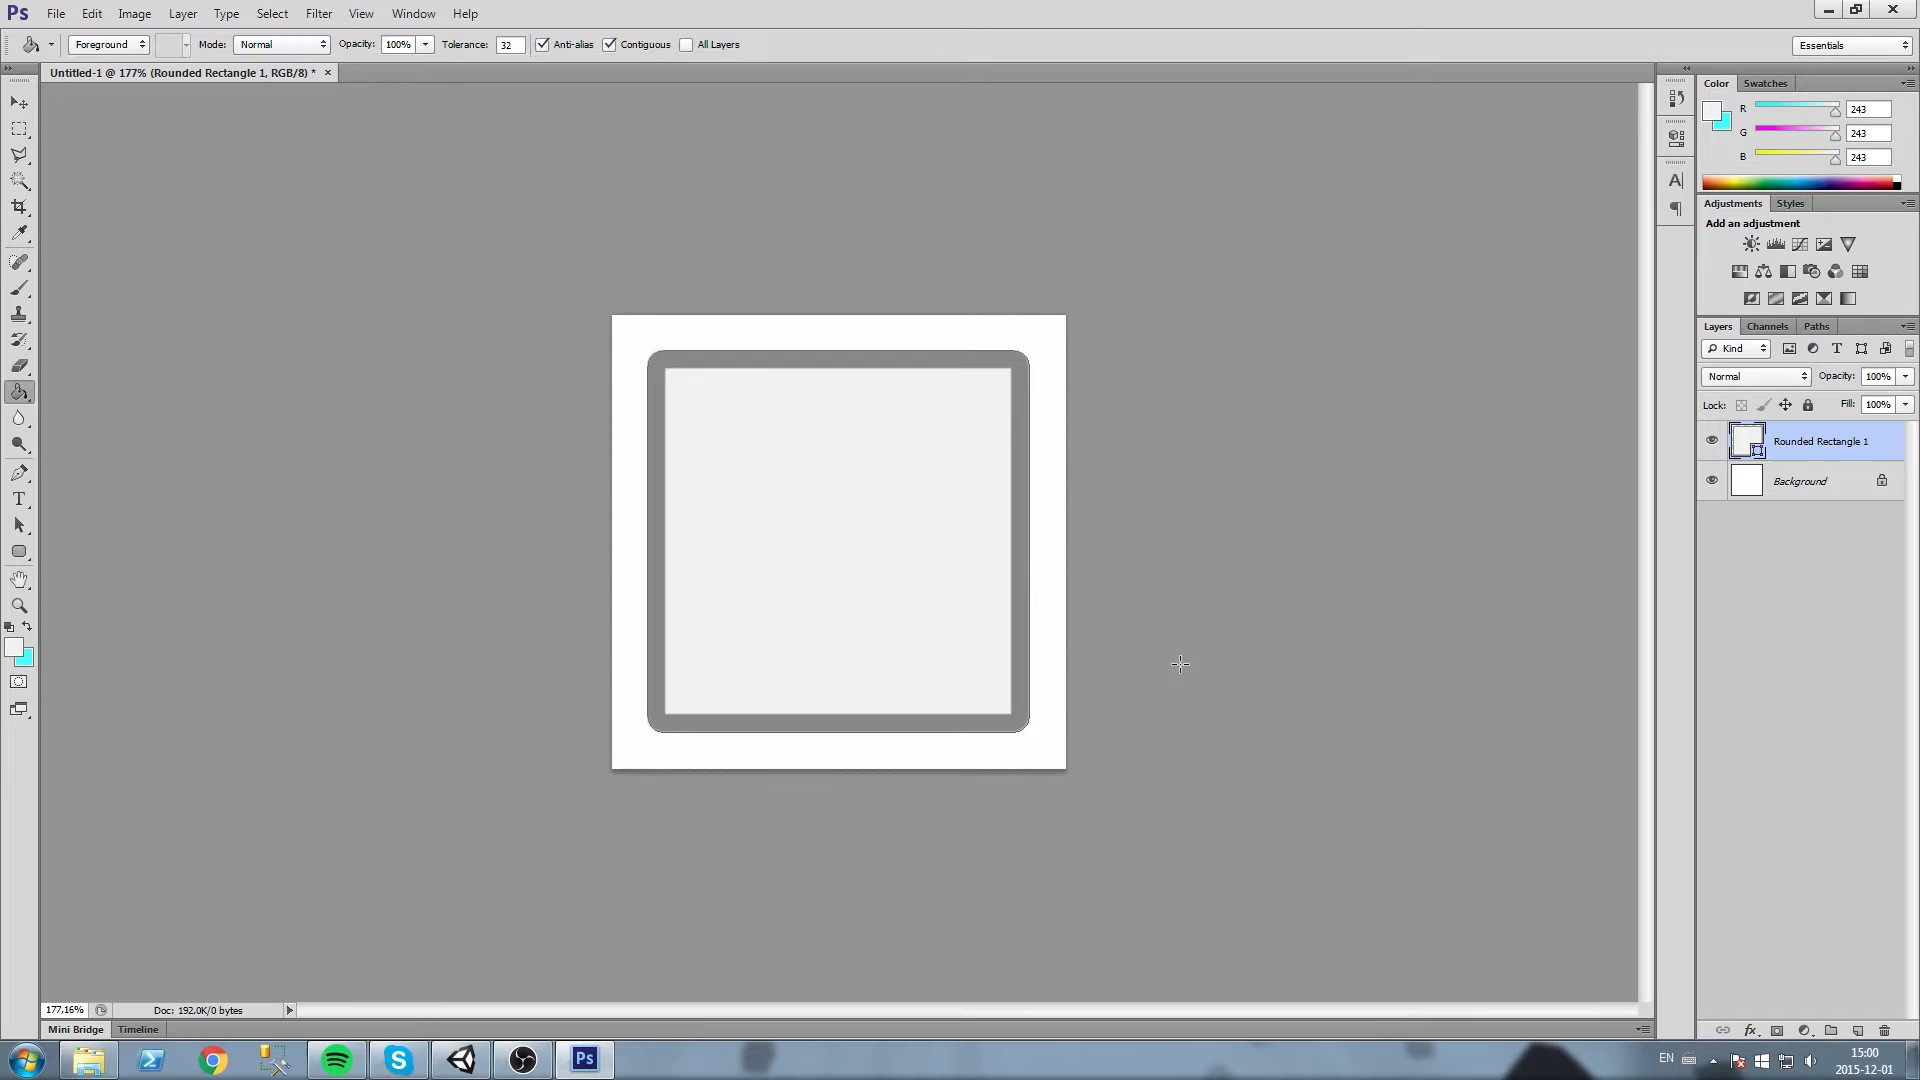 Ps File Edit Image Layer Type Select Filter View Window Help
Foreground Mode: Normal Opacity: 100% Tolerance: 32 Anti-alias Contiguous All Layers Essentials
Untitled-1 @ 177% (Rounded Rectangle 1, RGB/8) * ×
Color Swatches
R 243
G 243
B 243
Adjustments Styles
Add an adjustment
Layers Channels Paths
Kind
Normal Opacity: 100%
Lock: Fill: 100%
Rounded Rectangle 1
Background
177,16% Doc: 192,0K/0 bytes
Mini Bridge Timeline
Ps
EN
15:00
2015-12-01